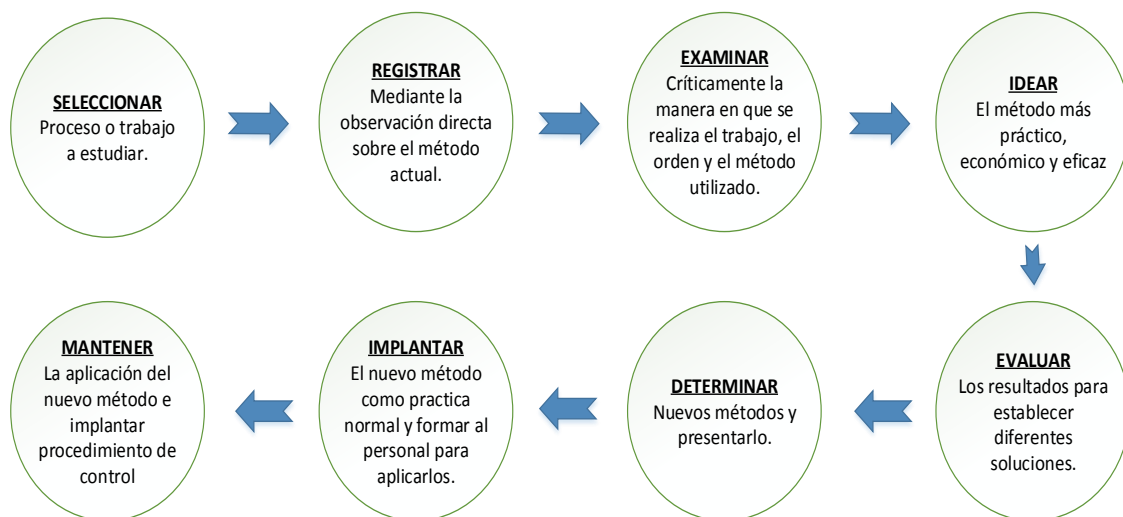 SELECCIONAR
Proceso o trabajo
a estudiar.
REGISTRAR
Mediante la
observación directa
sobre el método
actual.
EXAMINAR
Críticamente la
manera en que se
realiza el trabajo, el
orden y el método
utilizado.
IDEAR
El método más
práctico,
económico y eficaz
EVALUAR
Los resultados para
establecer
diferentes
soluciones.
DETERMINAR
Nuevos métodos y
presentarlo.
IMPLANTAR
El nuevo método
como practica
normal y formar al
personal para
aplicarlos.
MANTENER
La aplicación del
nuevo método e
implantar
procedimiento de
control